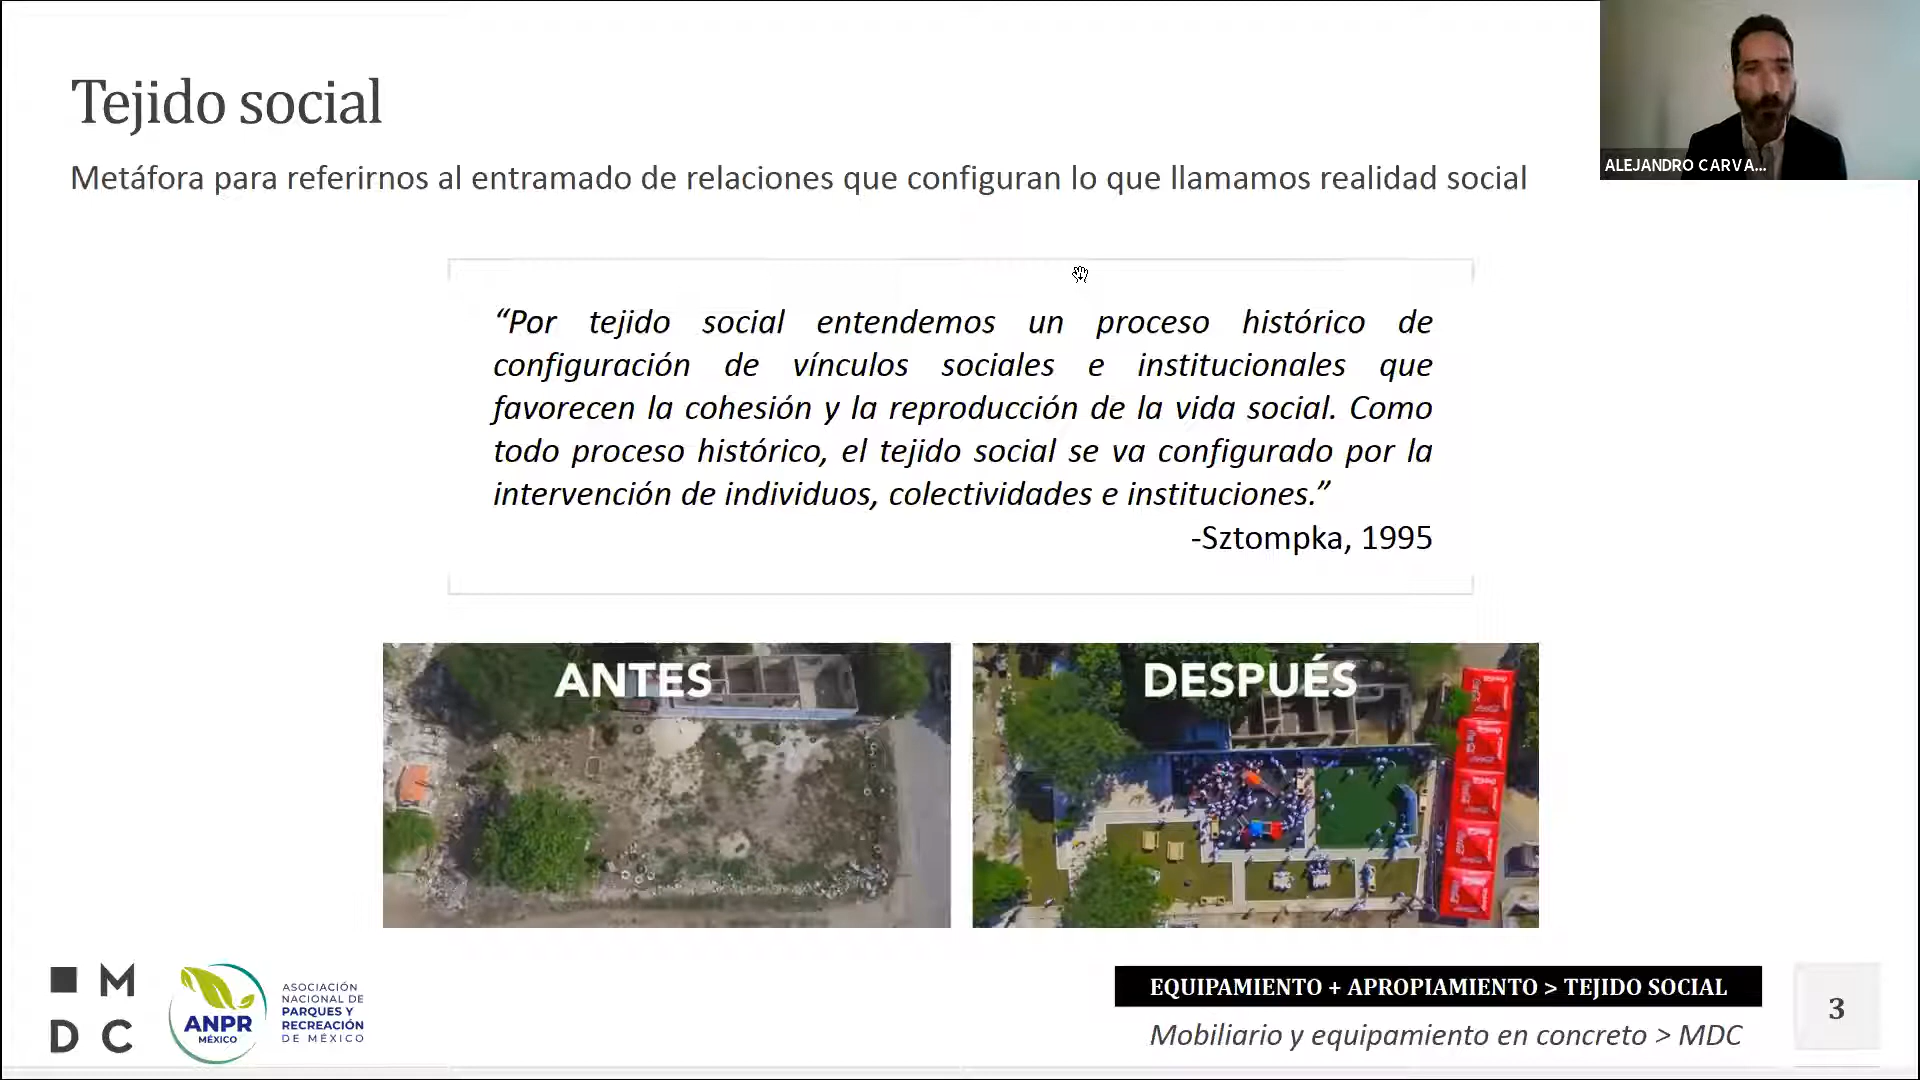 Tejido social
Metáfora para referirnos al entramado de relaciones que configuran lo que llamamos realidad social
ALEJANDRO CARVA...
“Por tejido social entendemos un proceso histórico de
configuración de vínculos sociales e institucionales que
favorecen la cohesión y la reproducción de la vida social. Como
todo proceso histórico, el tejido social se va configurado por la
intervención de individuos, colectividades e instituciones.”
-Sztompka, 1995
ANTES
DESPUÉS
M
D C
ANPR
MÉXICO
ASOCIACIÓN
NACIONAL DE
PARQUES Y
RECREACIÓN
DE MÉXICO
EQUIPAMIENTO + APROPIAMIENTO > TEJIDO SOCIAL
Mobiliario y equipamiento en concreto > MDC
3